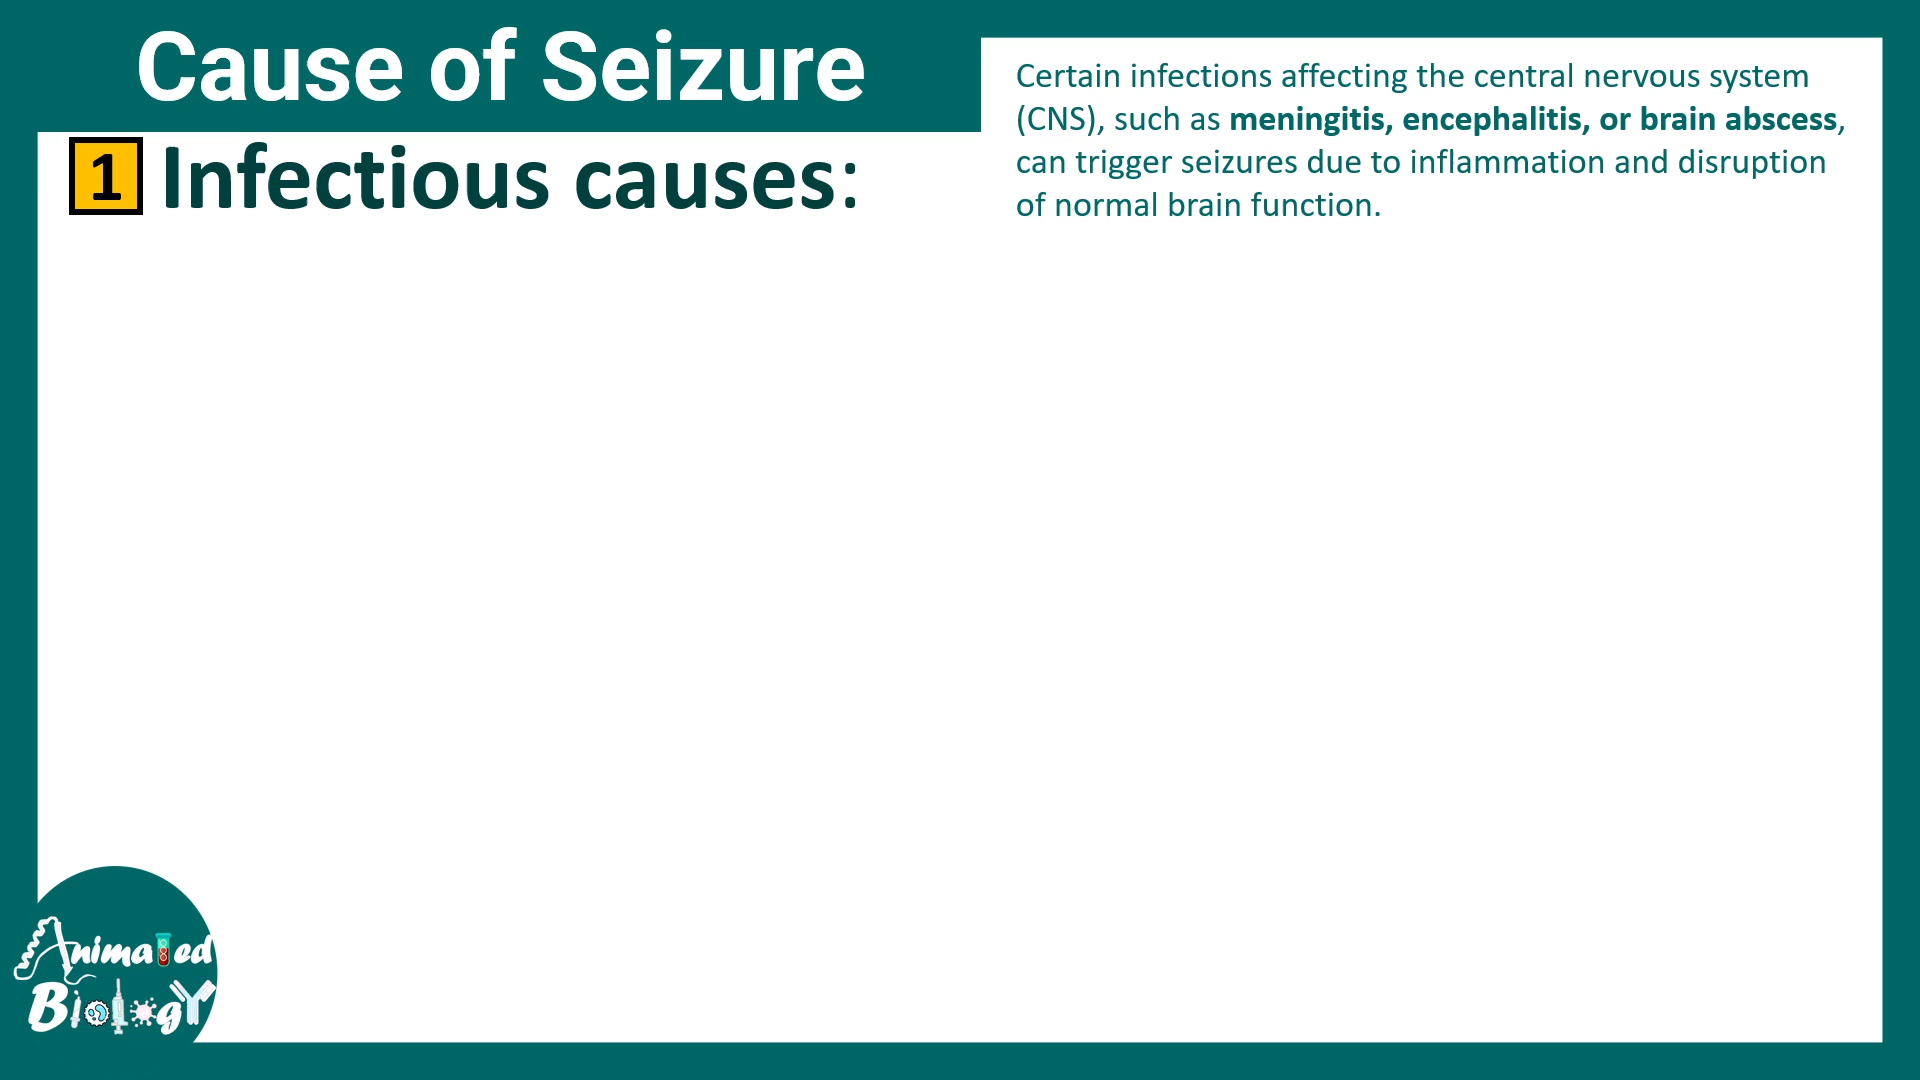 Cause of Seizure
1 Infectious causes:
Certain infections affecting the central nervous system
(CNS), such as meningitis, encephalitis, or brain abscess,
can trigger seizures due to inflammation and disruption
of normal brain function.
Animated
Biology